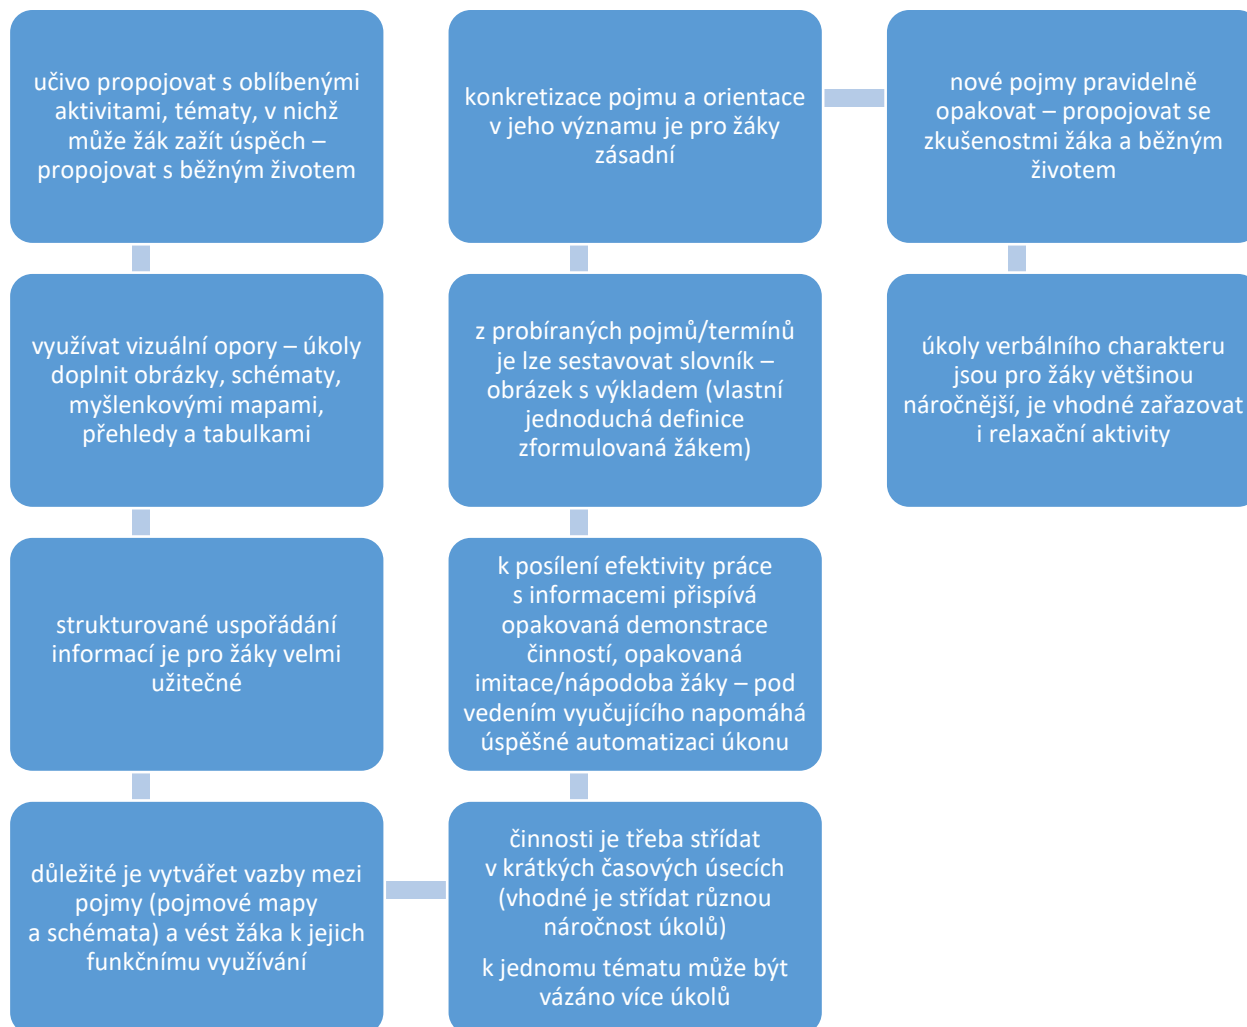 učivo propojovat s oblíbenými
aktivitami, tématy, v nichž
může žák zažít úspěch –
propojovat s běžným životem
využívat vizuální opory – úkoly
doplnit obrázky, schématy,
myšlenkovými mapami,
přehledy a tabulkami
strukturované uspořádání
informací je pro žáky velmi
užitečné
důležité je vytvářet vazby mezi
pojmy (pojmové mapy
a schémata) a vést žáka k jejich
funkčnímu využívání
činnosti je třeba střídat
v krátkých časových úsecích
(vhodné je střídat různou
náročnost úkolů)
k jednomu tématu může být
vázáno více úkolů
k posílení efektivity práce
s informacemi přispívá
opakovaná demonstrace
činností, opakovaná
imitace/nápodoba žáky – pod
vedením vyučujícího napomáhá
úspěšné automatizaci úkonu
z probíraných pojmů/termínů
je lze sestavovat slovník –
obrázek s výkladem (vlastní
jednoduchá definice
zformulovaná žákem)
konkretizace pojmu a orientace
v jeho významu je pro žáky
zásadní
nové pojmy pravidelně
opakovat – propojovat se
zkušenostmi žáka a běžným
životem
úkoly verbálního charakteru
jsou pro žáky většinou
náročnější, je vhodné zařazovat
i relaxační aktivity